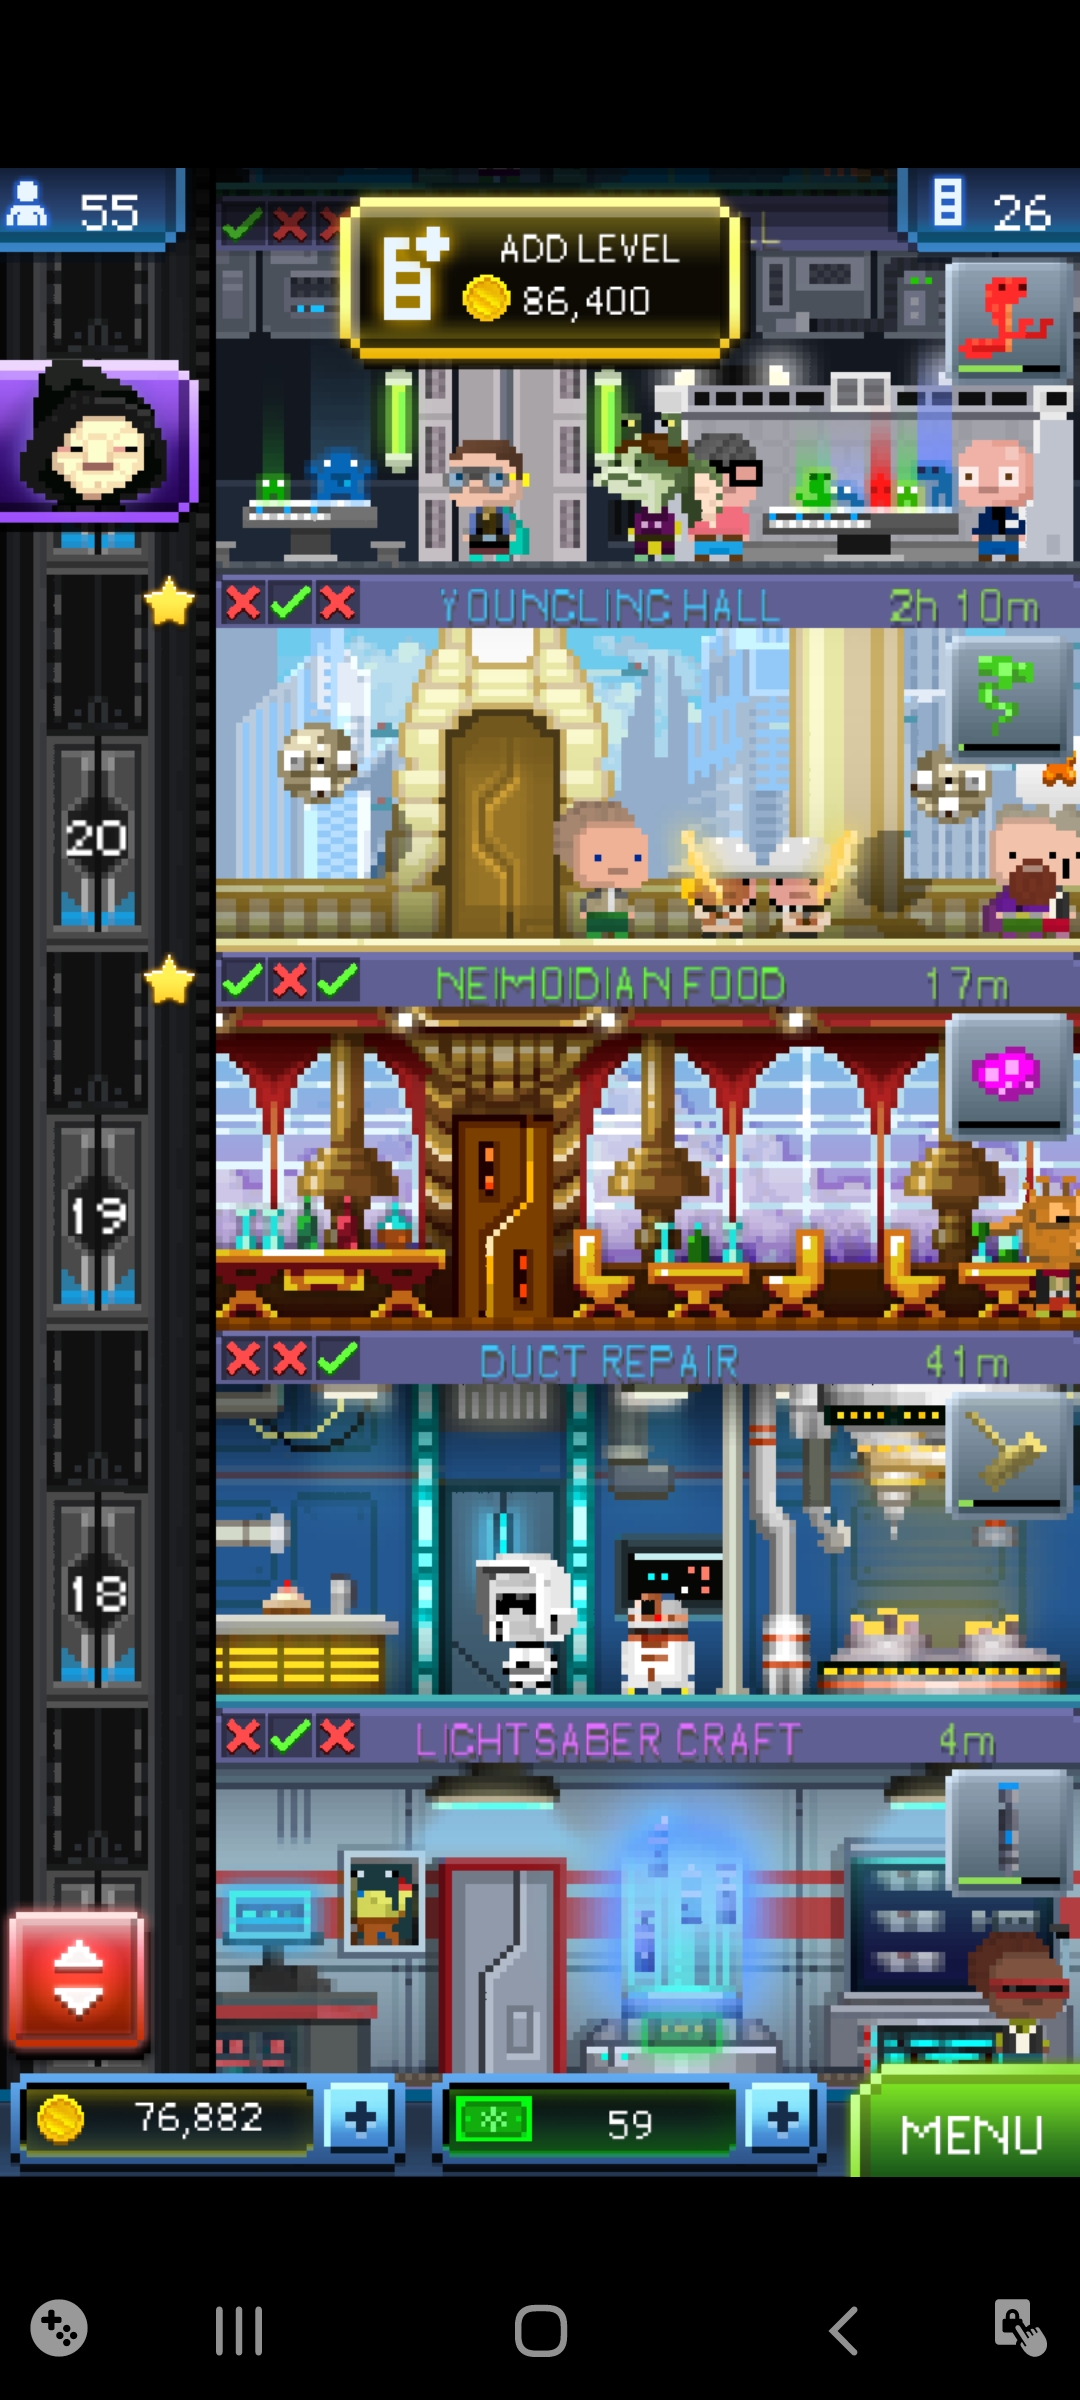 55
26
LL
ADD LEVEL
86,400
YOUNGLING HALL 2h 10m
20
NEIMOIDIAN FOOD 17m
19
DUCT REPAIR 41m
18
LIGHTSABER CRAFT 4m
76,882
59
MENU